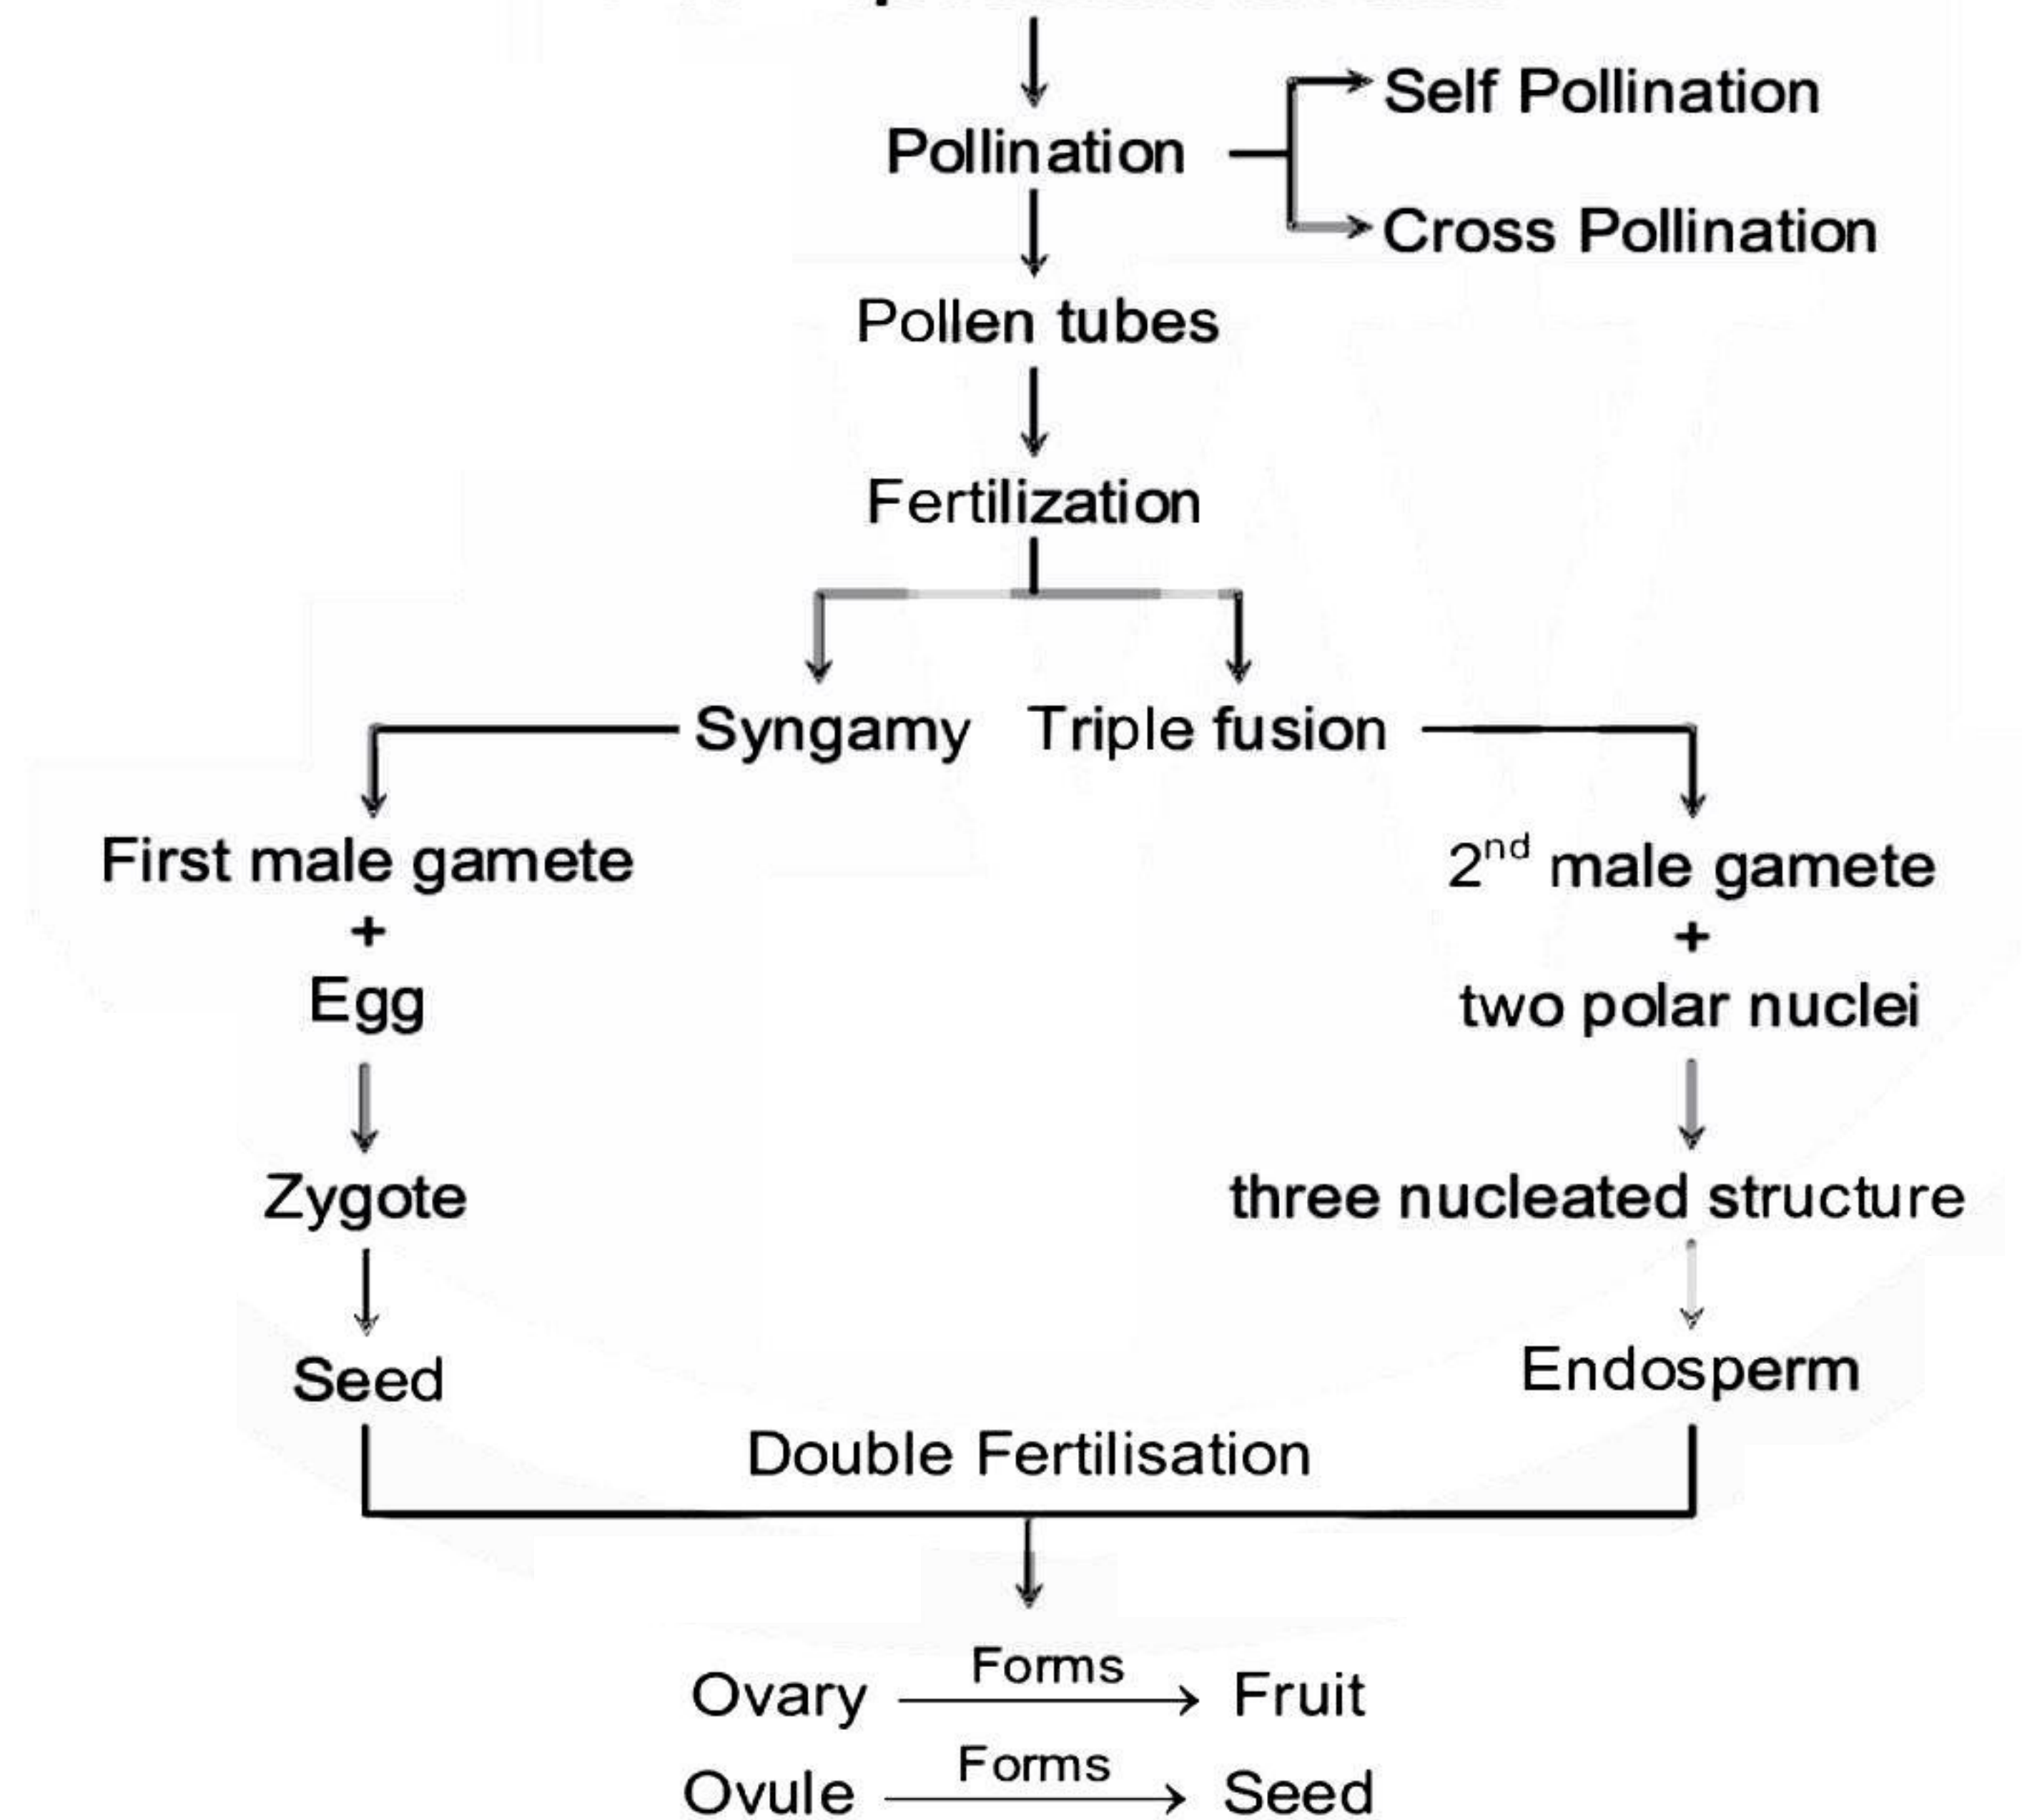 Self Pollination
Pollination
Cross Pollination
Pollen tubes
Fertilization
Syngamy Triple fusion
First male gamete
+
Egg
Zygote
Seed
2nd male gamete
+
two polar nuclei
three nucleated structure
Endosperm
Double Fertilisation
Ovary Forms Fruit
Ovule Forms Seed